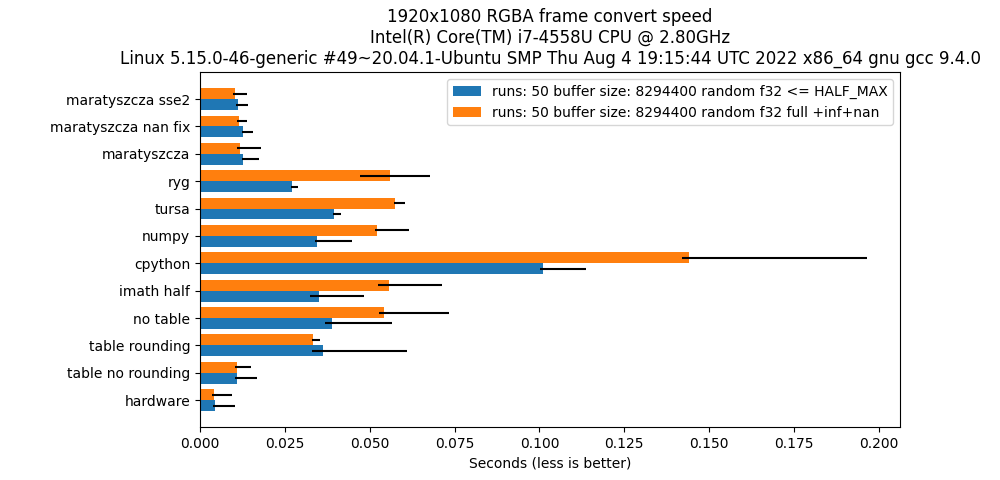 1920x1080 RGBA frame convert speed
Intel(R) Core(TM) i7-4558U CPU @ 2.80GHz
Linux 5.15.0-46-generic #49~20.04.1-Ubuntu SMP Thu Aug 4 19:15:44 UTC 2022 x86_64 gnu gcc 9.4.0
runs: 50 buffer size: 8294400 random f32 <= HALF_MAX
runs: 50 buffer size: 8294400 random f32 full +inf+nan
maratyszcza sse2
maratyszcza nan fix
maratyszcza
ryg
tursa
numpy
cpython
imath half
no table
table rounding
table no rounding
hardware
0.000 0.025 0.050 0.075 0.100 0.125 0.150 0.175 0.200
Seconds (less is better)